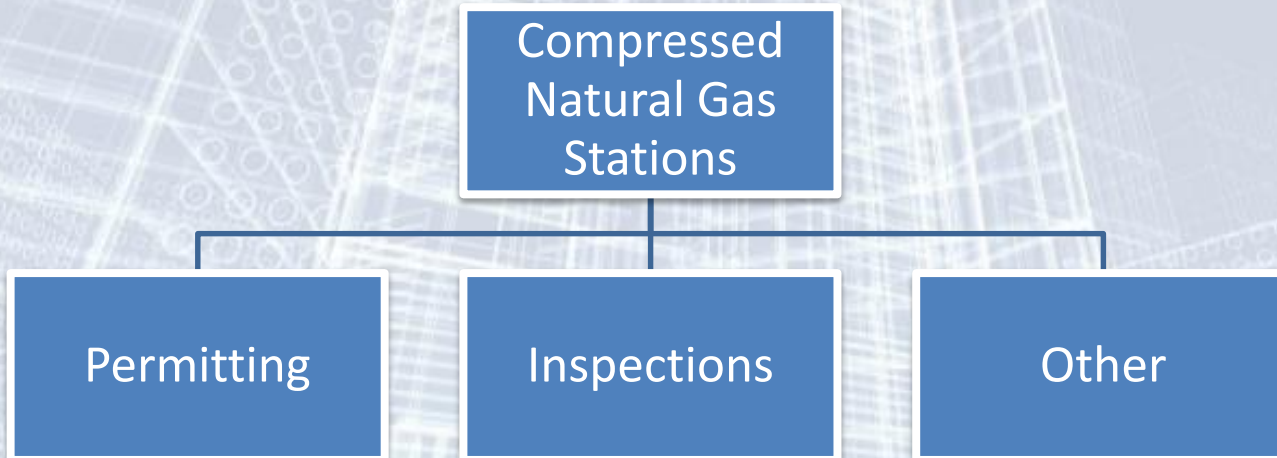 Compressed
Natural Gas
Stations
Permitting
Inspections
Other